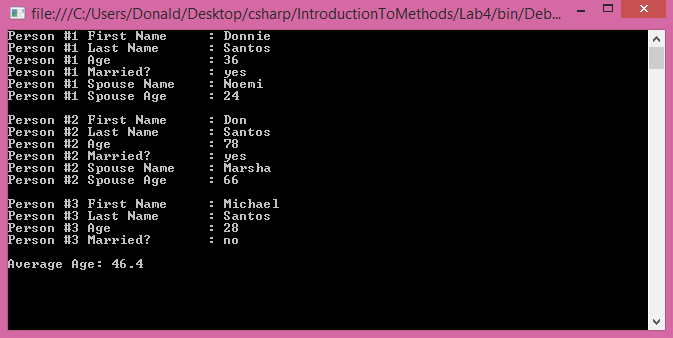 file:///C:/Users/Donald/Desktop/csharp/IntroductionToMethods/Lab4/bin/Deb...
Person #1 First Name     : Donnie
Person #1 Last Name      : Santos
Person #1 Age            : 36
Person #1 Married?       : yes
Person #1 Spouse Name    : Noemi
Person #1 Spouse Age     : 24
Person #2 First Name     : Don
Person #2 Last Name      : Santos
Person #2 Age            : 78
Person #2 Married?       : yes
Person #2 Spouse Name    : Marsha
Person #2 Spouse Age     : 66
Person #3 First Name     : Michael
Person #3 Last Name      : Santos
Person #3 Age            : 28
Person #3 Married?       : no
Average Age: 46.4